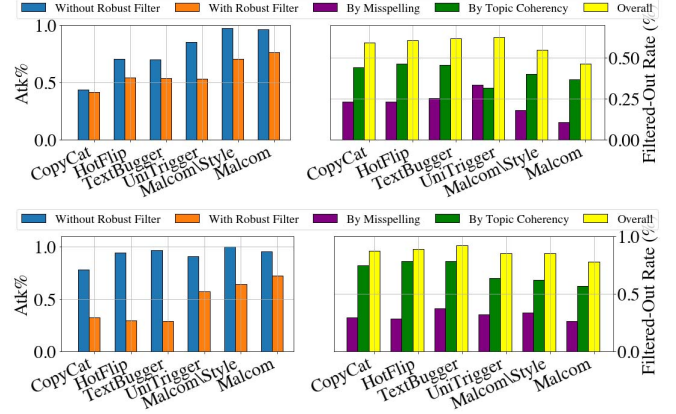 Without Robust Filter With Robust Filter By Misspelling By Topic Coherency Overall
Atk%
1.0
0.5
0.0
CopyCat HotFlip TextBugger UniTrigger Malcom\Style Malcom
CopyCat HotFlip TextBugger UniTrigger Malcom\Style Malcom
0.50
0.25
0.00
Filtered-Out Rate (%)
Without Robust Filter With Robust Filter By Misspelling By Topic Coherency Overall
Atk%
1.0
0.5
0.0
CopyCat HotFlip TextBugger UniTrigger Malcom\Style Malcom
CopyCat HotFlip TextBugger UniTrigger Malcom\Style Malcom
1.0
0.5
0.0
Filtered-Out Rate (%)